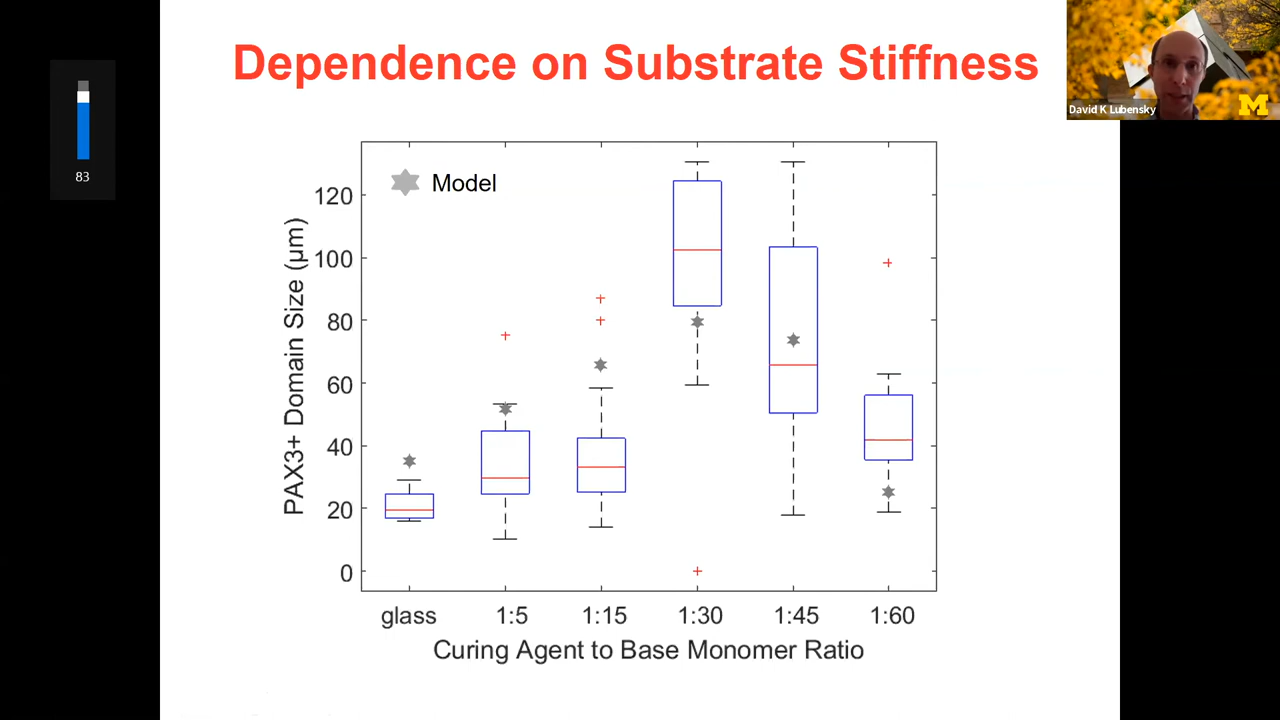 Dependence on Substrate Stiffness
David K Lubensky
M
83
Model
120
100
80
60
40
20
0
PAX3+ Domain Size (μm)
glass 1:5 1:15 1:30 1:45 1:60
Curing Agent to Base Monomer Ratio